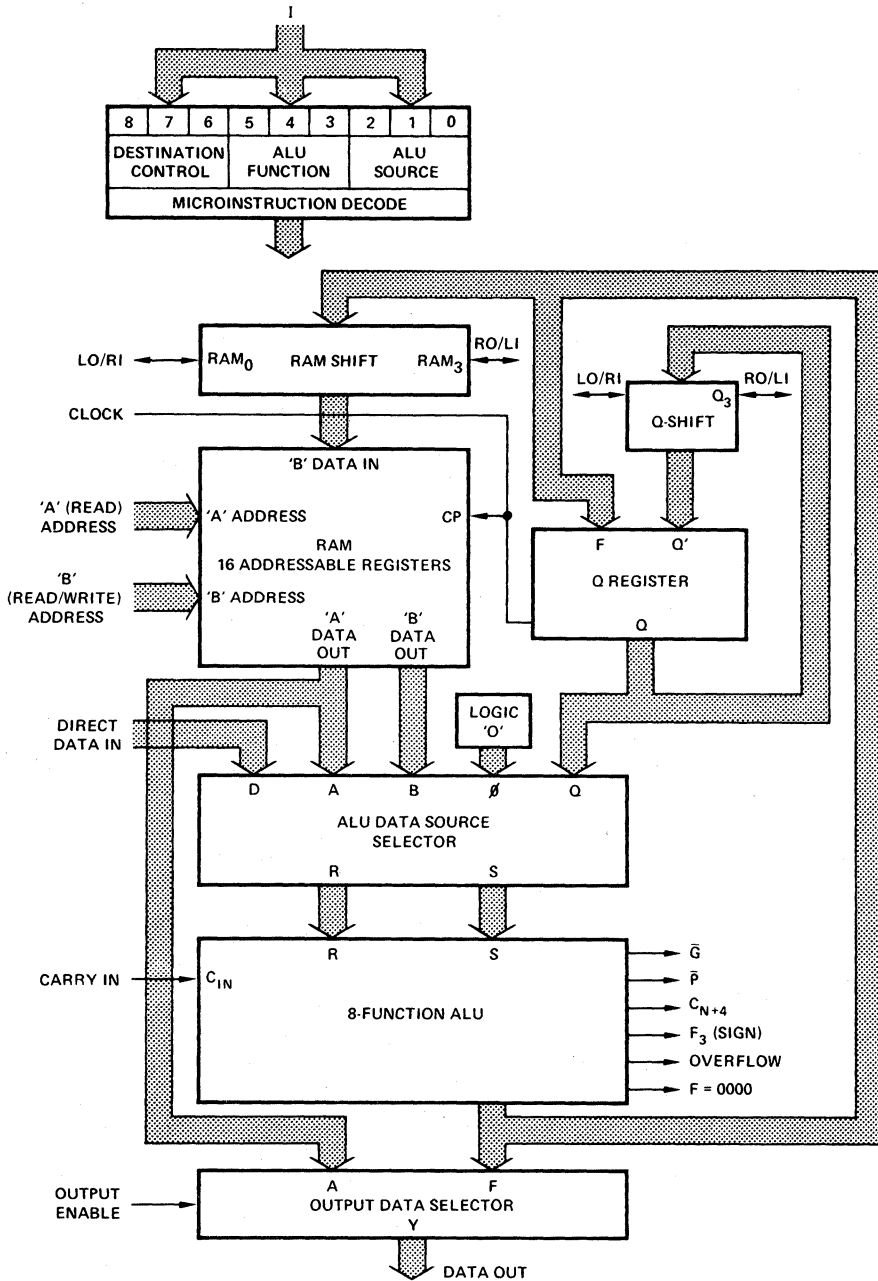 I
8 7 6 5 4 3 2 1 0
DESTINATION CONTROL
ALU FUNCTION
ALU SOURCE
MICROINSTRUCTION DECODE
LO/RI
RAM0
RAM SHIFT
RAM3
RO/LI
LO/RI
RO/LI
Q3
Q-SHIFT
CLOCK
'B' DATA IN
'A' (READ)
ADDRESS
'A' ADDRESS
CP
RAM
16 ADDRESSABLE REGISTERS
'B'
(READ/WRITE)
ADDRESS
'B' ADDRESS
'A'
DATA
OUT
'B'
DATA
OUT
F
Q'
Q REGISTER
Q
DIRECT
DATA IN
LOGIC
'O'
D A B Ø Q
ALU DATA SOURCE
SELECTOR
R S
R S
CARRY IN
CIN
8-FUNCTION ALU
G̅
P̅
CN+4
F3 (SIGN)
OVERFLOW
F = 0000
OUTPUT
ENABLE
A F
OUTPUT DATA SELECTOR
Y
DATA OUT